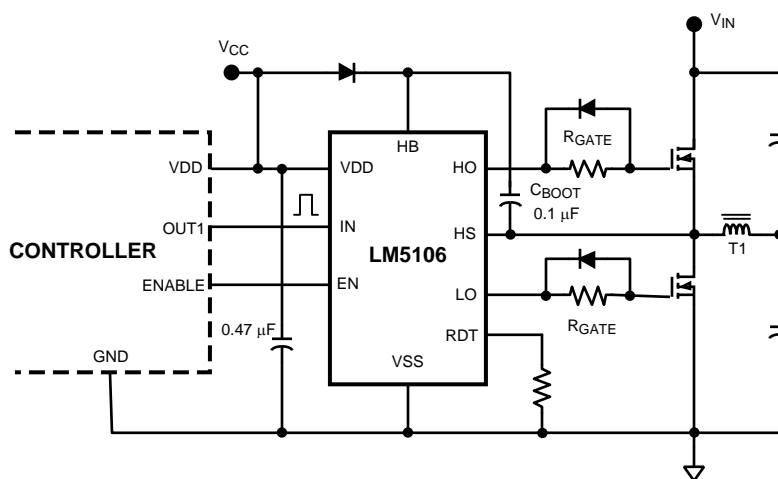 VIN
VCC
HB
VDD
VDD
HO
RGATE
CBOOT
0.1 μF
OUT1
IN
HS
CONTROLLER
LM5106
T1
ENABLE
EN
LO
0.47 μF
RDT
RGATE
GND
VSS